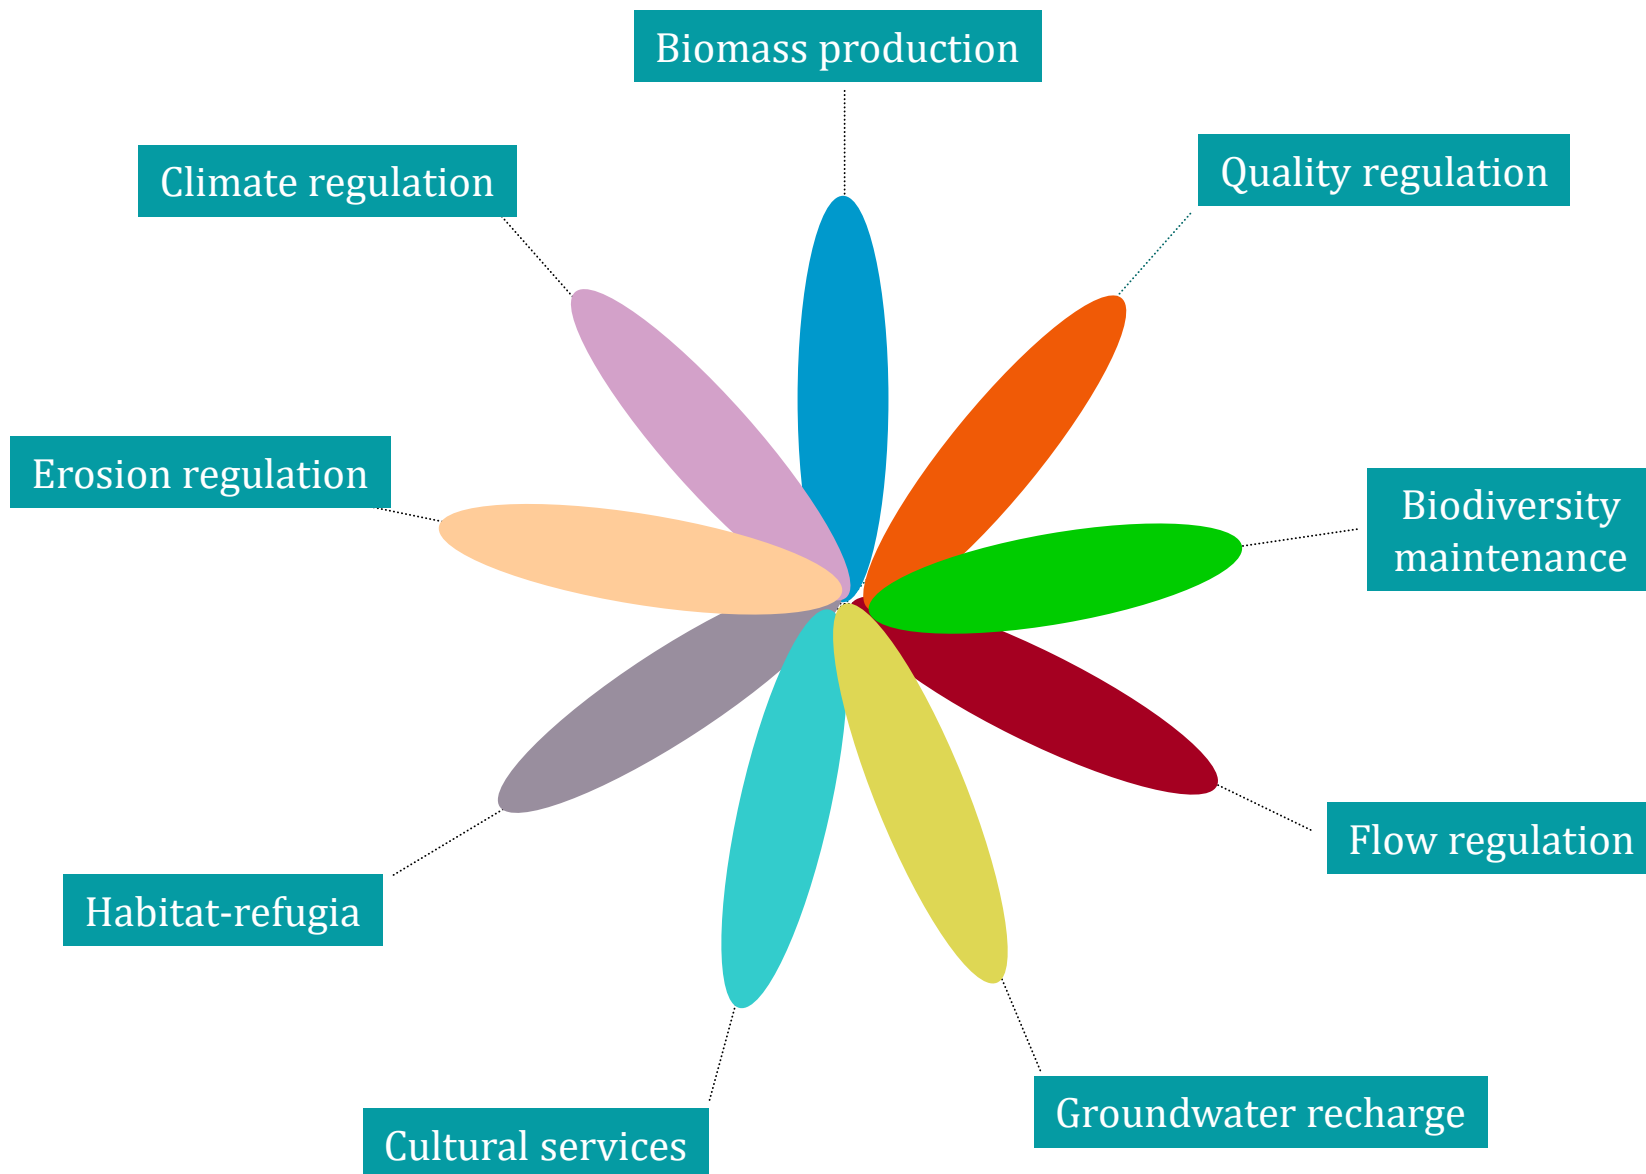 Biomass production
Quality regulation
Climate regulation
Erosion regulation
Biodiversity
maintenance
Flow regulation
Habitat-refugia
Groundwater recharge
Cultural services